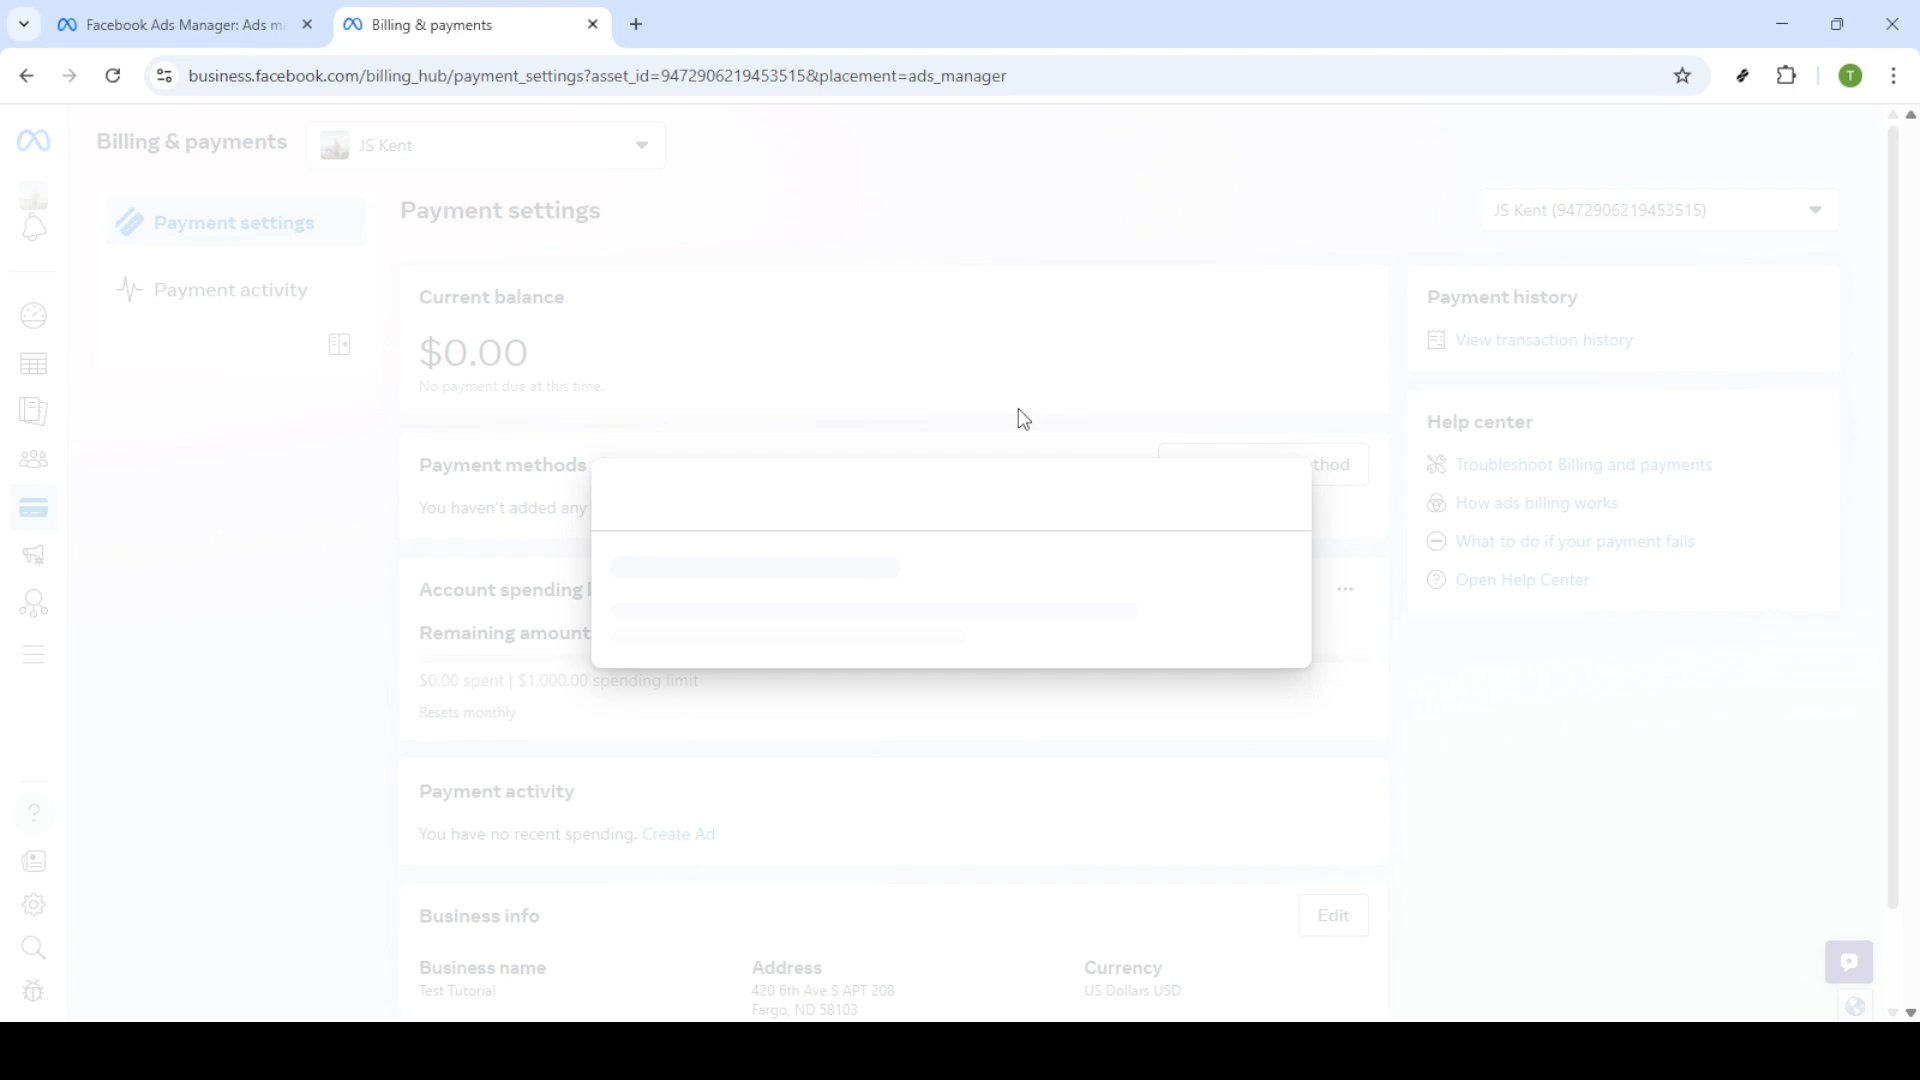 Facebook Ads Manager: Ads ma
Billing & payments
business.facebook.com/billing_hub/payment_settings?asset_id=9472906219453515&placement=ads_manager
T
Billing & payments
JS Kent
Payment settings
Payment activity
Payment settings
JS Kent (9472906219453515)
Current balance
$0.00
No payment due at this time.
Payment methods
thod
You haven't added any
Account spending l
Remaining amount
$0.00 spent | $1,000.00 spending limit
Resets monthly
Payment activity
You have no recent spending. Create Ad
Business info
Edit
Business name
Test Tutorial
Address
420 6th Ave S APT 208
Fargo, ND 58103
Currency
US Dollars USD
Payment history
View transaction history
Help center
Troubleshoot Billing and payments
How ads billing works
What to do if your payment fails
Open Help Center